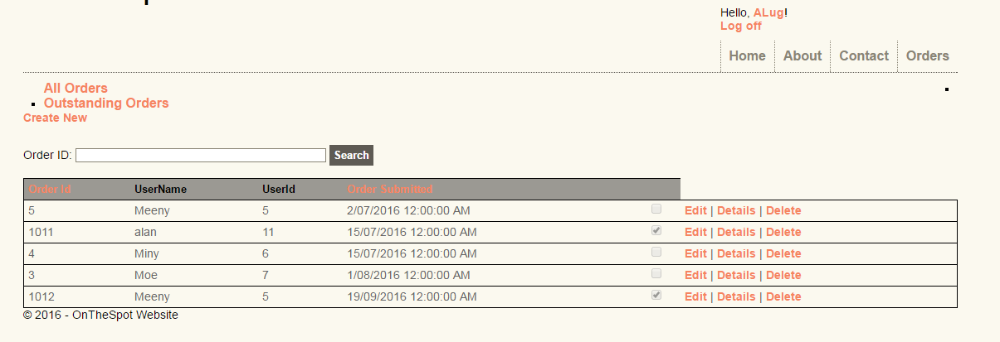 Hello, ALug!
Log off
Home About Contact Orders
All Orders
Outstanding Orders
Create New
Order ID: Search
Order Id UserName UserId Order Submitted
5 Meeny 5 2/07/2016 12:00:00 AM Edit | Details | Delete
1011 alan 11 15/07/2016 12:00:00 AM Edit | Details | Delete
4 Miny 6 15/07/2016 12:00:00 AM Edit | Details | Delete
3 Moe 7 1/08/2016 12:00:00 AM Edit | Details | Delete
1012 Meeny 5 19/09/2016 12:00:00 AM Edit | Details | Delete
© 2016 - OnTheSpot Website